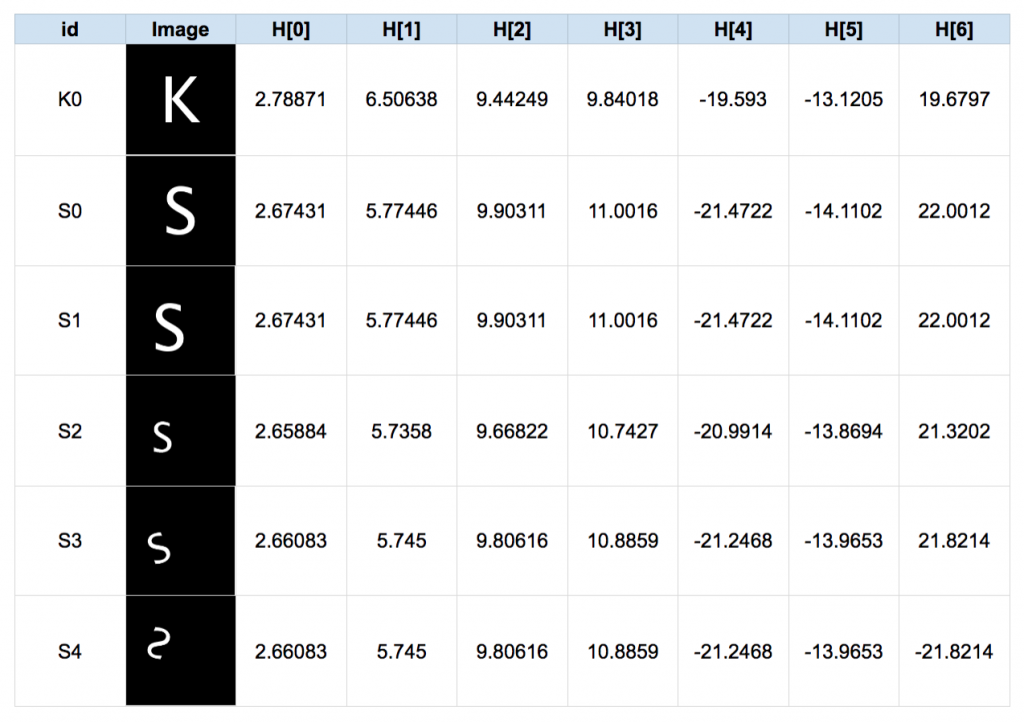 id Image H[0] H[1] H[2] H[3] H[4] H[5] H[6]
K0 K 2.78871 6.50638 9.44249 9.84018 -19.593 -13.1205 19.6797
S0 S 2.67431 5.77446 9.90311 11.0016 -21.4722 -14.1102 22.0012
S1 S 2.67431 5.77446 9.90311 11.0016 -21.4722 -14.1102 22.0012
S2 S 2.65884 5.7358 9.66822 10.7427 -20.9914 -13.8694 21.3202
S3 S 2.66083 5.745 9.80616 10.8859 -21.2468 -13.9653 21.8214
S4 S 2.66083 5.745 9.80616 10.8859 -21.2468 -13.9653 -21.8214